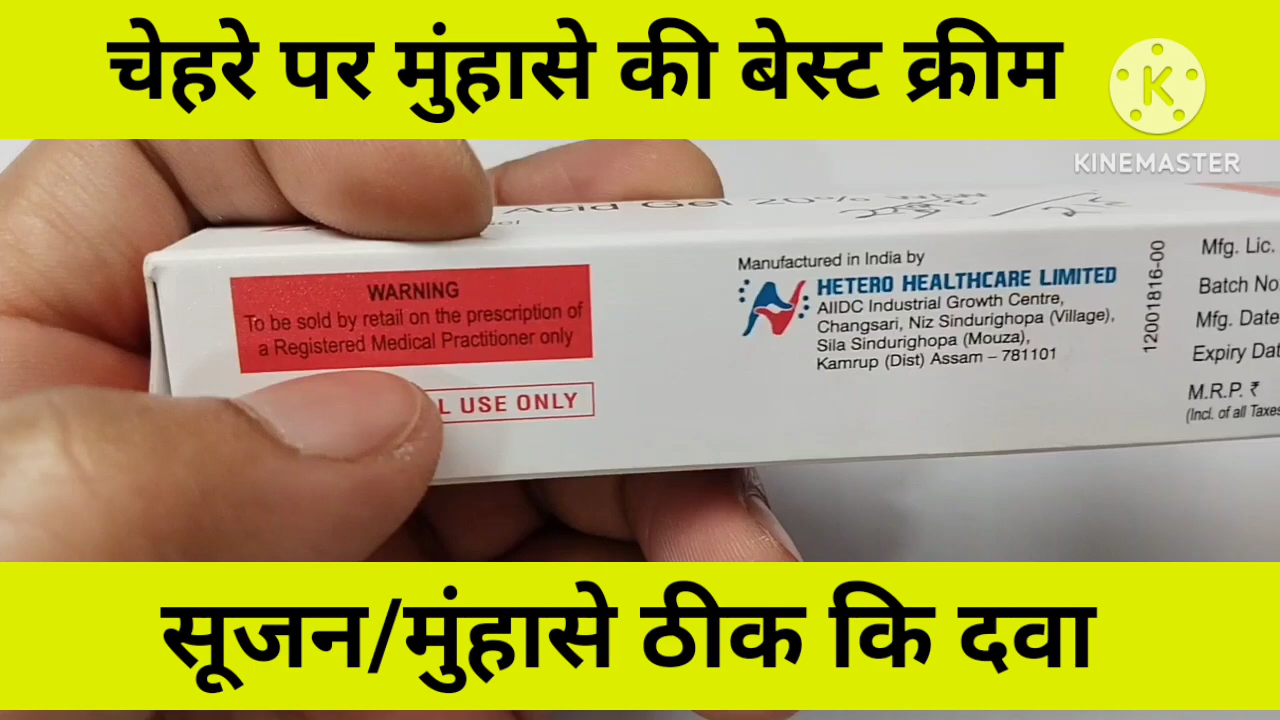 चेहरे पर मुंहासे की बेस्ट क्रीम
K
KINEMASTER
Acid Gel 20% w/w
WARNING
To be sold by retail on the prescription of
a Registered Medical Practitioner only
L USE ONLY
Manufactured in India by
HETERO HEALTHCARE LIMITED
AIIDC Industrial Growth Centre,
Changsari, Niz Sindurighopa (Village),
Sila Sindurighopa (Mouza),
Kamrup (Dist) Assam – 781101
12001816-00
Mfg. Lic.
Batch No
Mfg. Date
Expiry Dat
M.R.P. ₹
(Incl. of all Taxes
सूजन/मुंहासे ठीक कि दवा